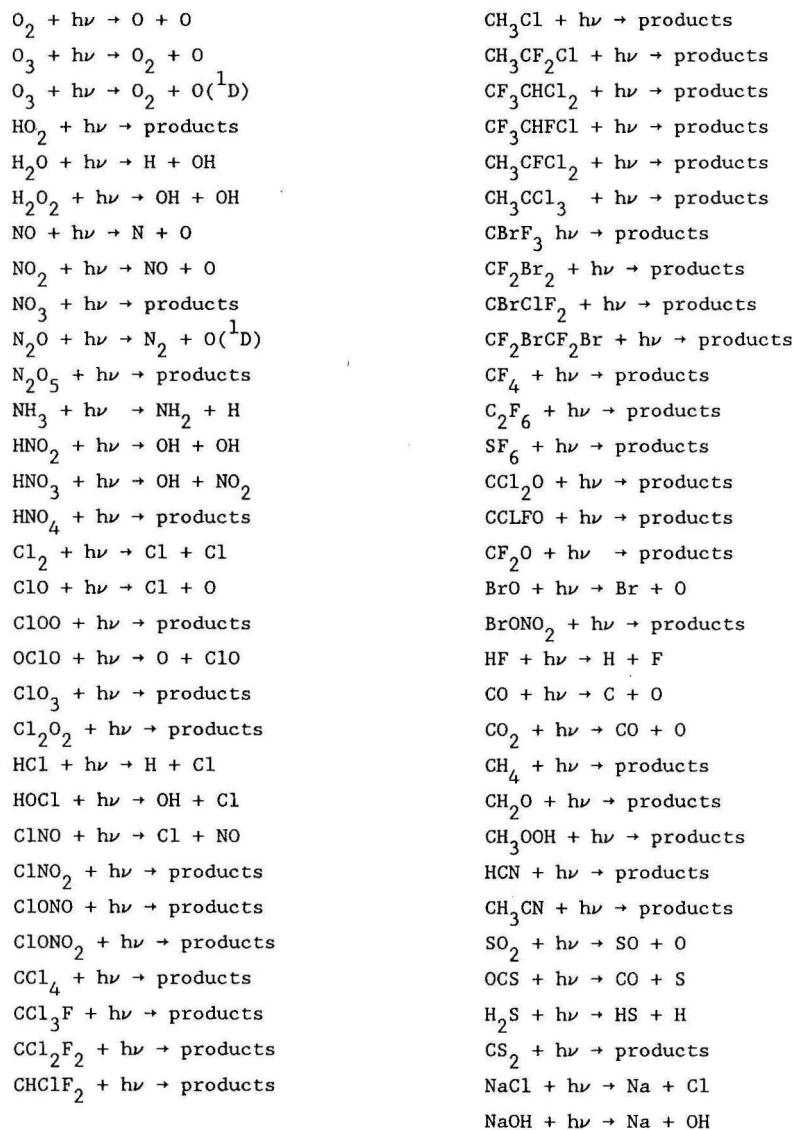 O₂ + hν → O + O
O₃ + hν → O₂ + O
O₃ + hν → O₂ + O(¹D)
HO₂ + hν → products
H₂O + hν → H + OH
H₂O₂ + hν → OH + OH
NO + hν → N + O
NO₂ + hν → NO + O
NO₃ + hν → products
N₂O + hν → N₂ + O(¹D)
N₂O₅ + hν → products
NH₃ + hν → NH₂ + H
HNO₂ + hν → OH + OH
HNO₃ + hν → OH + NO₂
HNO₄ + hν → products
Cl₂ + hν → Cl + Cl
ClO + hν → Cl + O
ClOO + hν → products
OClO + hν → O + ClO
ClO₃ + hν → products
Cl₂O₂ + hν → products
HCl + hν → H + Cl
HOCl + hν → OH + Cl
ClNO + hν → Cl + NO
ClNO₂ + hν → products
ClONO + hν → products
ClONO₂ + hν → products
CCl₄ + hν → products
CCl₃F + hν → products
CCl₂F₂ + hν → products
CHClF₂ + hν → products
CH₃Cl + hν → products
CH₃CF₂Cl + hν → products
CF₃CHCl₂ + hν → products
CF₃CHFCl + hν → products
CH₃CFCl₂ + hν → products
CH₃CCl₃ + hν → products
CBrF₃ hν → products
CF₂Br₂ + hν → products
CBrClF₂ + hν → products
CF₂BrCF₂Br + hν → products
CF₄ + hν → products
C₂F₆ + hν → products
SF₆ + hν → products
CCl₂O + hν → products
CCLFO + hν → products
CF₂O + hν → products
BrO + hν → Br + O
BrONO₂ + hν → products
HF + hν → H + F
CO + hν → C + O
CO₂ + hν → CO + O
CH₄ + hν → products
CH₂O + hν → products
CH₃OOH + hν → products
HCN + hν → products
CH₃CN + hν → products
SO₂ + hν → SO + O
OCS + hν → CO + S
H₂S + hν → HS + H
CS₂ + hν → products
NaCl + hν → Na + Cl
NaOH + hν → Na + OH